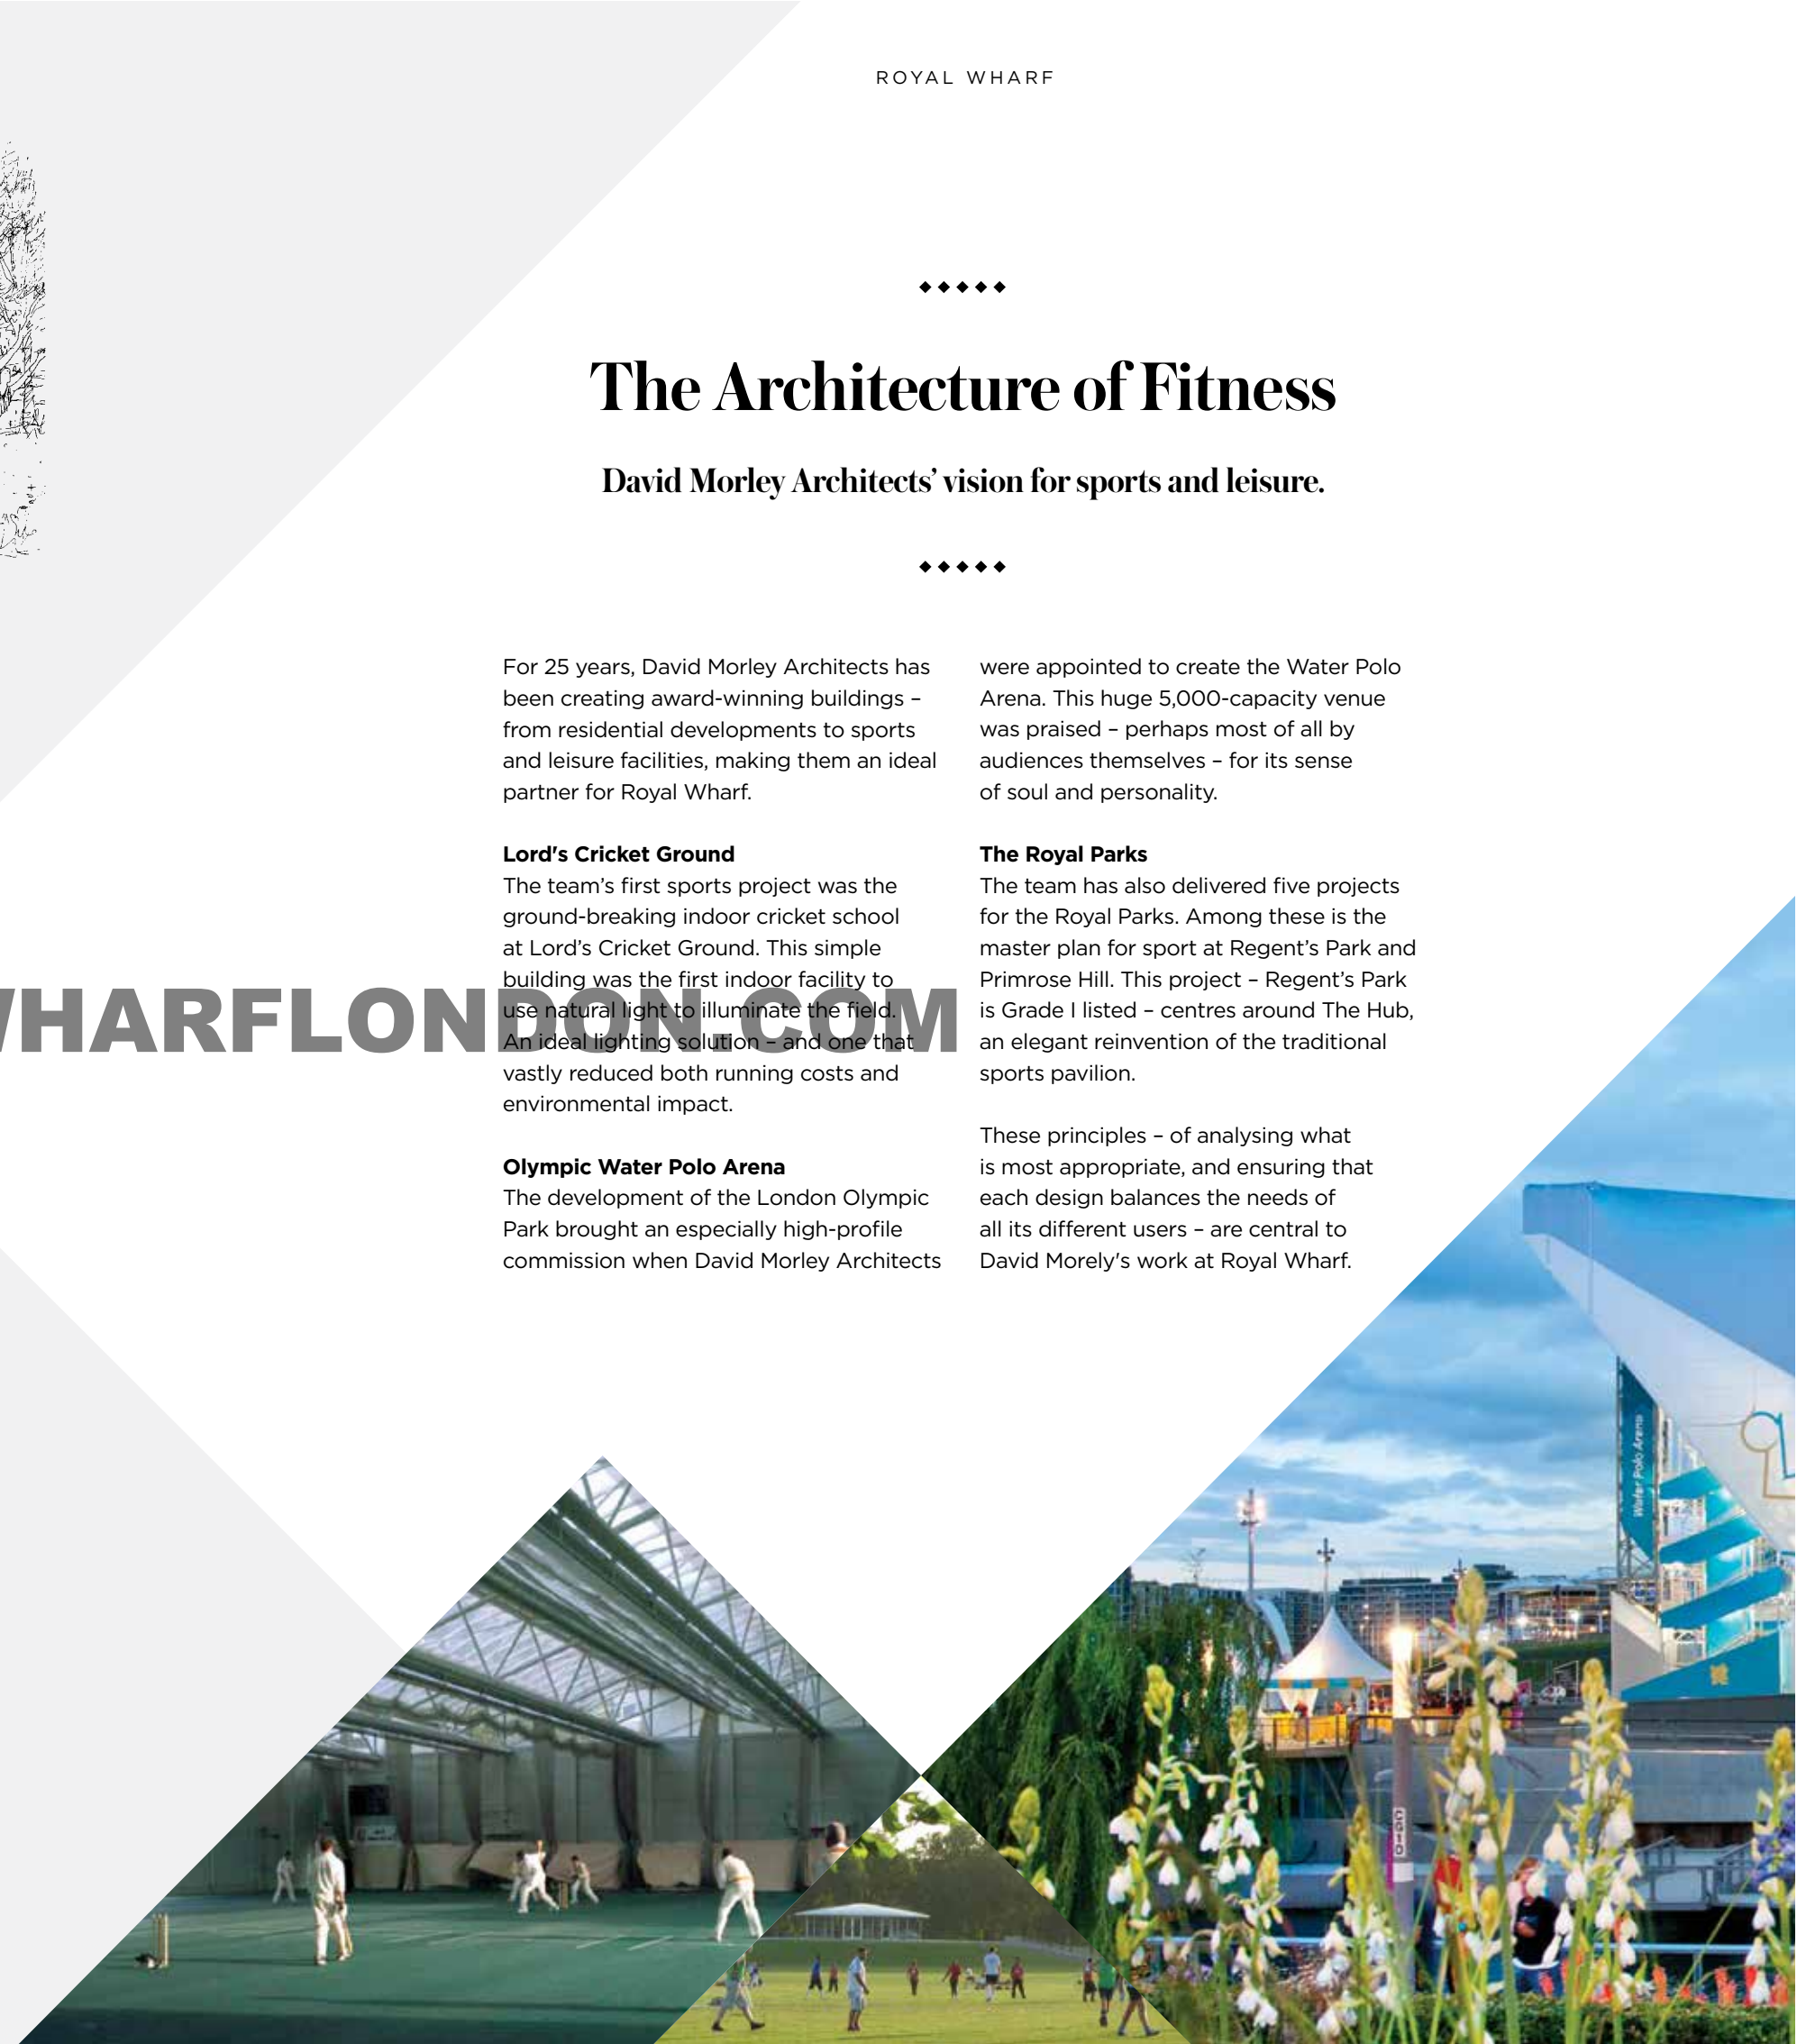 ROYAL WHARF
The Architecture of Fitness
David Morley Architects’ vision for sports and leisure.
For 25 years, David Morley Architects has
been creating award-winning buildings –
from residential developments to sports
and leisure facilities, making them an ideal
partner for Royal Wharf.
Lord's Cricket Ground
The team’s first sports project was the
ground-breaking indoor cricket school
at Lord’s Cricket Ground. This simple
building was the first indoor facility to
use natural light to illuminate the field.
An ideal lighting solution – and one that
vastly reduced both running costs and
environmental impact.
Olympic Water Polo Arena
The development of the London Olympic
Park brought an especially high-profile
commission when David Morley Architects
were appointed to create the Water Polo
Arena. This huge 5,000-capacity venue
was praised – perhaps most of all by
audiences themselves – for its sense
of soul and personality.
The Royal Parks
The team has also delivered five projects
for the Royal Parks. Among these is the
master plan for sport at Regent’s Park and
Primrose Hill. This project – Regent’s Park
is Grade I listed – centres around The Hub,
an elegant reinvention of the traditional
sports pavilion.
These principles – of analysing what
is most appropriate, and ensuring that
each design balances the needs of
all its different users – are central to
David Morely's work at Royal Wharf.
WHARFLONDON.COM
Water Polo Arena